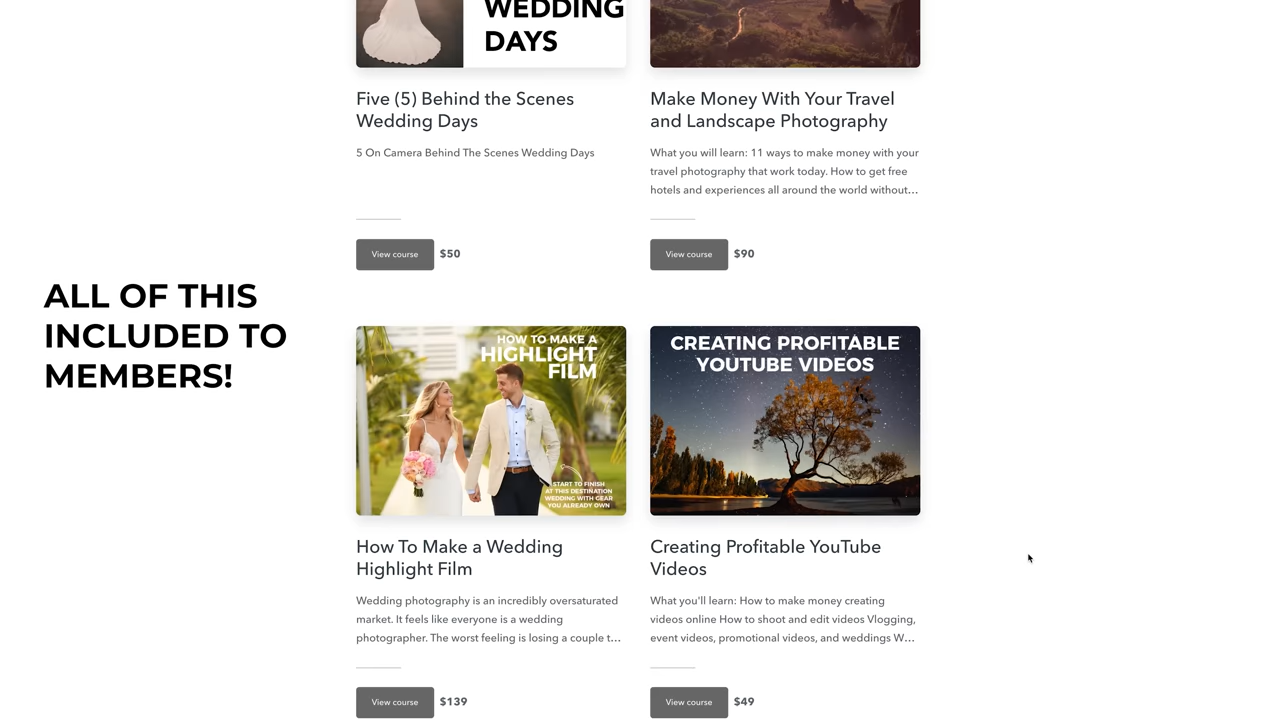 WEDDING
DAYS
Five (5) Behind the Scenes
Wedding Days
5 On Camera Behind The Scenes Wedding Days
View course $50
Make Money With Your Travel
and Landscape Photography
What you will learn: 11 ways to make money with your
travel photography that work today. How to get free
hotels and experiences all around the world without...
View course $90
ALL OF THIS
INCLUDED TO
MEMBERS!
HOW TO MAKE A
HIGHLIGHT
FILM
START TO FINISH
AT THIS DESTINATION
WEDDING WITH GEAR
YOU ALREADY OWN
How To Make a Wedding
Highlight Film
Wedding photography is an incredibly oversaturated
market. It feels like everyone is a wedding
photographer. The worst feeling is losing a couple t...
View course $139
CREATING PROFITABLE
YOUTUBE VIDEOS
Creating Profitable YouTube
Videos
What you'll learn: How to make money creating
videos online How to shoot and edit videos Vlogging,
event videos, promotional videos, and weddings W...
View course $49